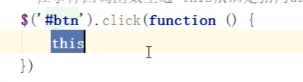 $('#btn').click(function () {
this
})